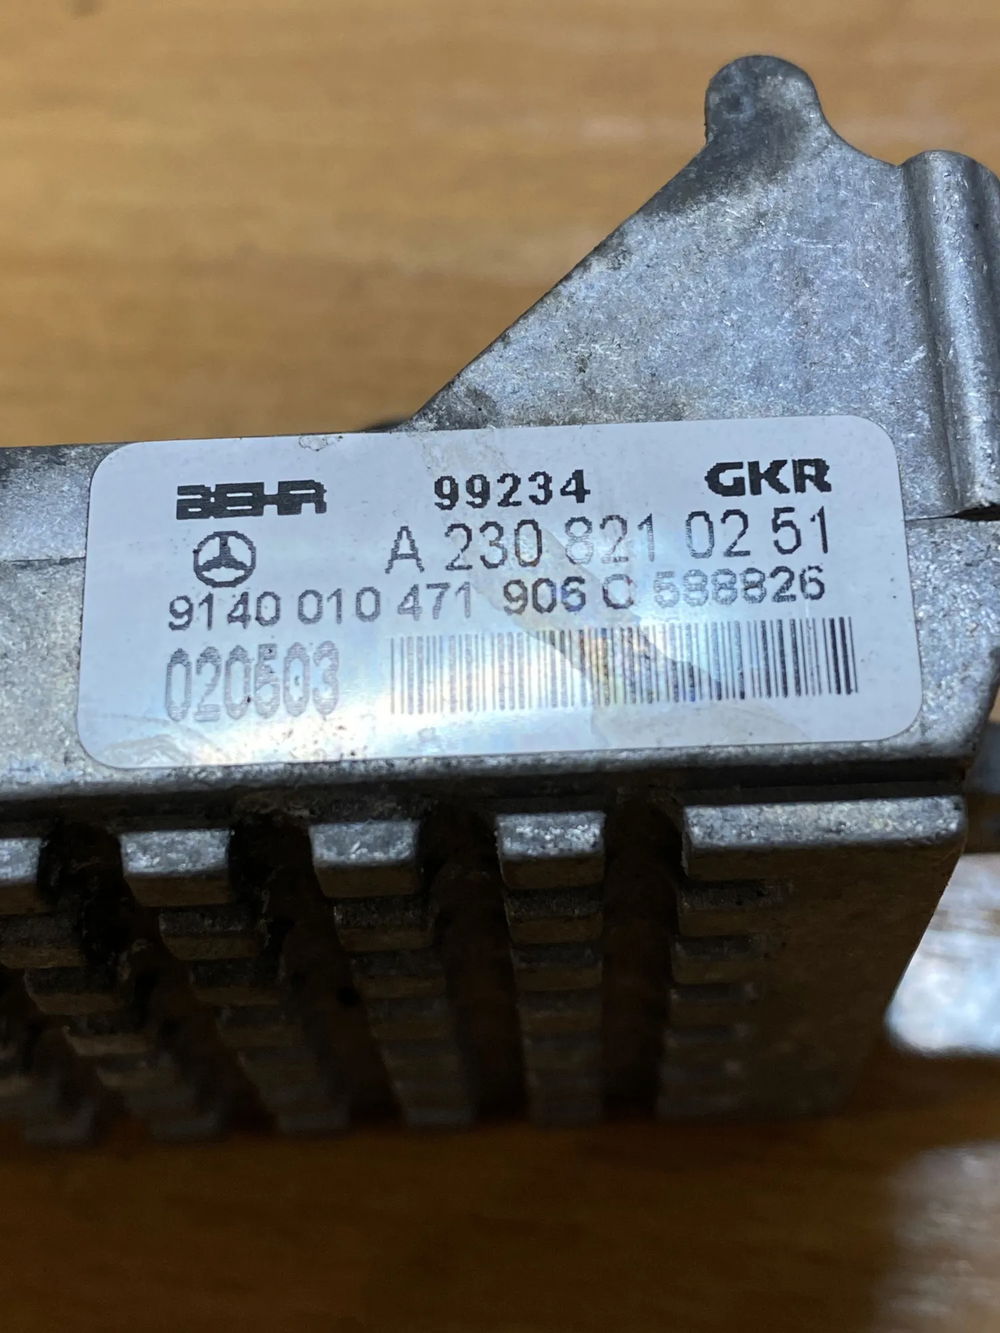 BEHR 99234 GKR
A 230 821 02 51
9140 010 471 906 C 588826
020503